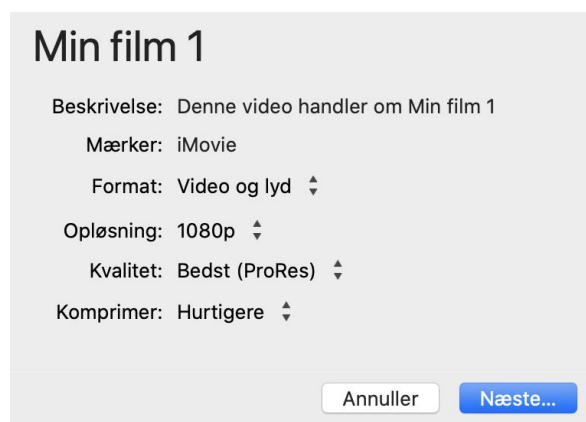 Min film 1
Beskrivelse: Denne video handler om Min film 1
Mærker: iMovie
Format: Video og lyd
Opløsning: 1080p
Kvalitet: Bedst (ProRes)
Komprimer: Hurtigere
Annuller Næste...